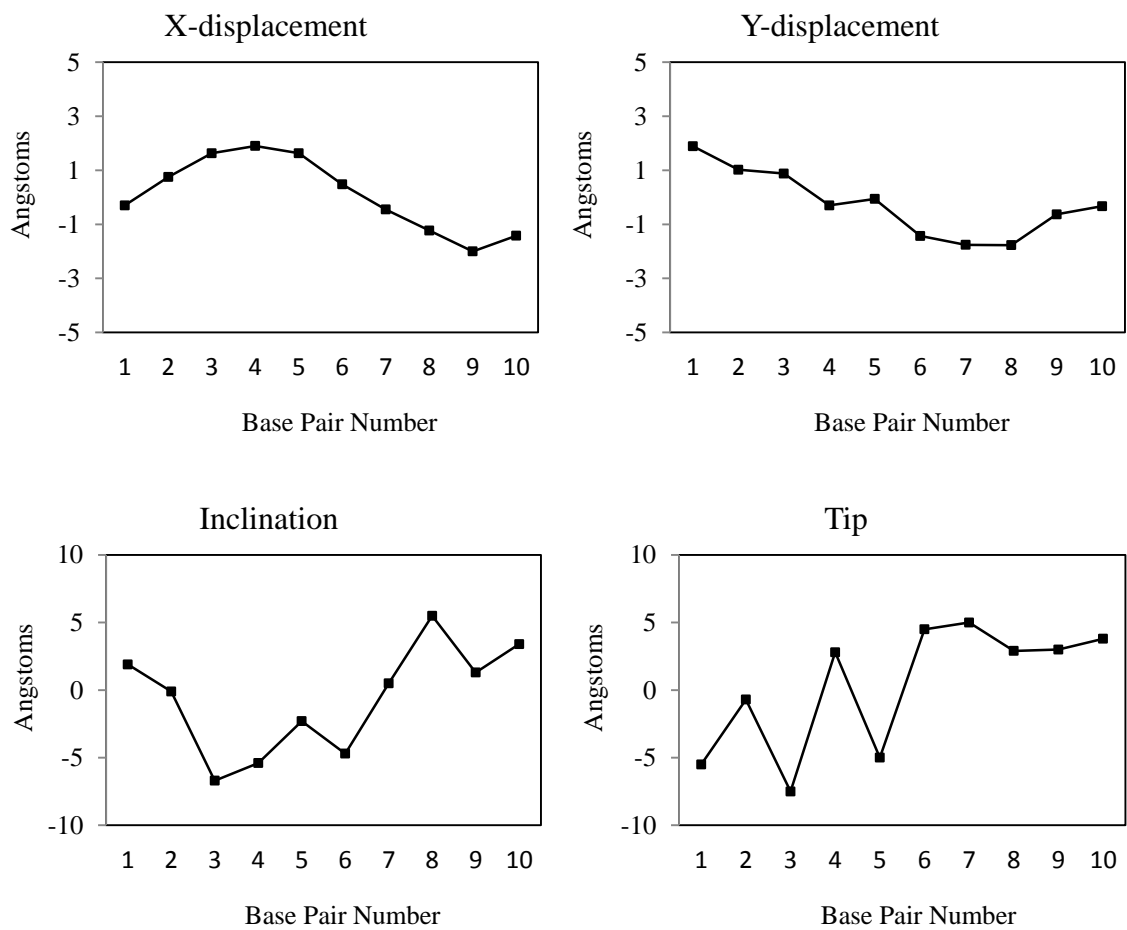 X-displacement
5
3
1
-1
-3
-5
Angstoms
1 2 3 4 5 6 7 8 9 10
Base Pair Number
Y-displacement
5
3
1
-1
-3
-5
Angstoms
1 2 3 4 5 6 7 8 9 10
Base Pair Number
Inclination
10
5
0
-5
-10
Angstoms
1 2 3 4 5 6 7 8 9 10
Base Pair Number
Tip
10
5
0
-5
-10
Angstoms
1 2 3 4 5 6 7 8 9 10
Base Pair Number